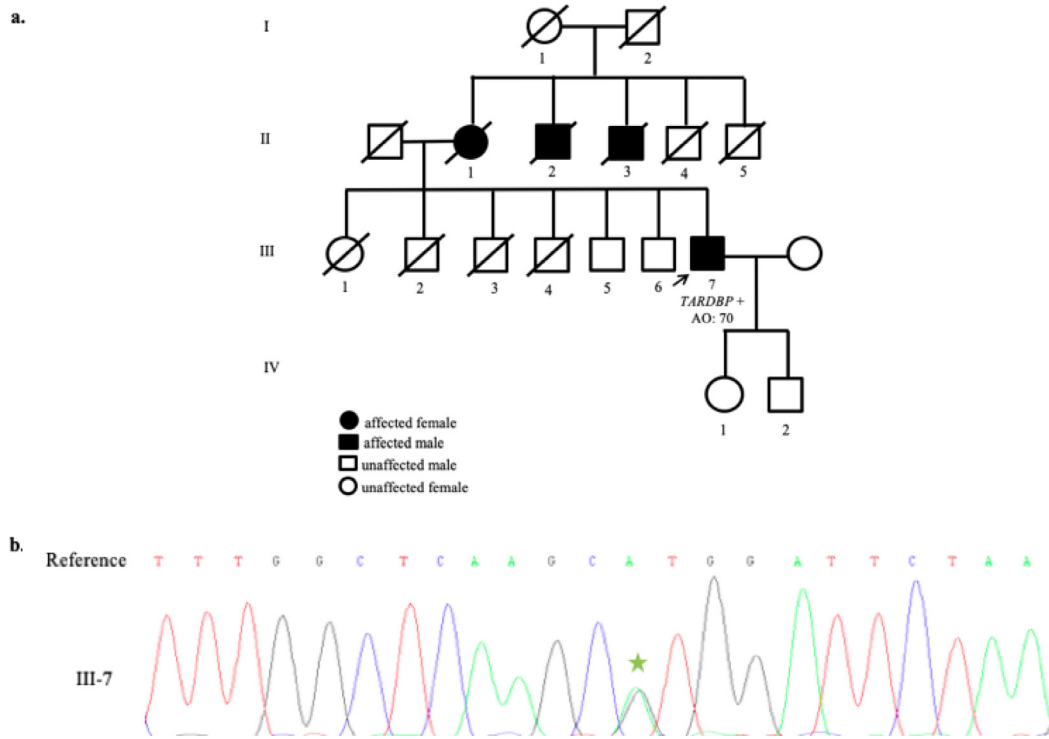 a.
I
1 2
II
1 2 3 4 5
III
1 2 3 4 5 6 7
TARDBP +
AO: 70
IV
1 2
affected female
affected male
unaffected male
unaffected female
b.
Reference T T T G G C T C A A G C A T G G A T T C T A A
III-7